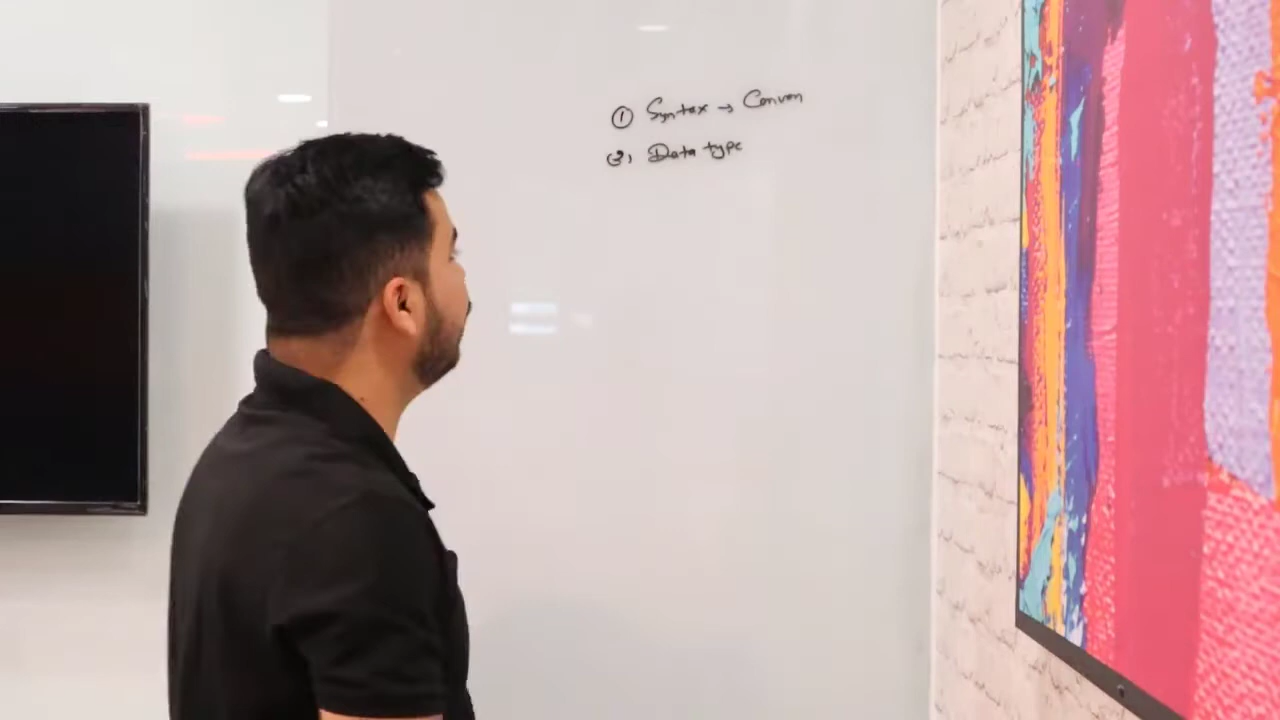 ① Syntax → Conven
(2) Data type